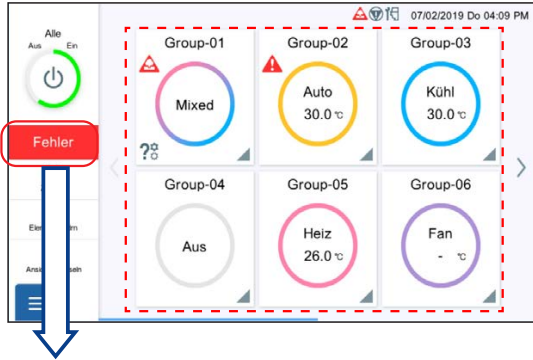 07/02/2019 Do 04:09 PM
Alle
Aus Ein
Fehler
Group-01
Mixed
Group-02
Auto
30.0 °C
Group-03
Kühl
30.0 °C
Group-04
Aus
Group-05
Heiz
26.0 °C
Group-06
Fan
- °C